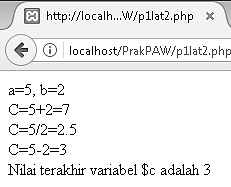 http://localh...W/p1lat2.php
localhost/PrakPAW/p1lat2.php
a=5, b=2
C=5+2=7
C=5/2=2.5
C=5-2=3
Nilai terakhir variabel $c adalah 3